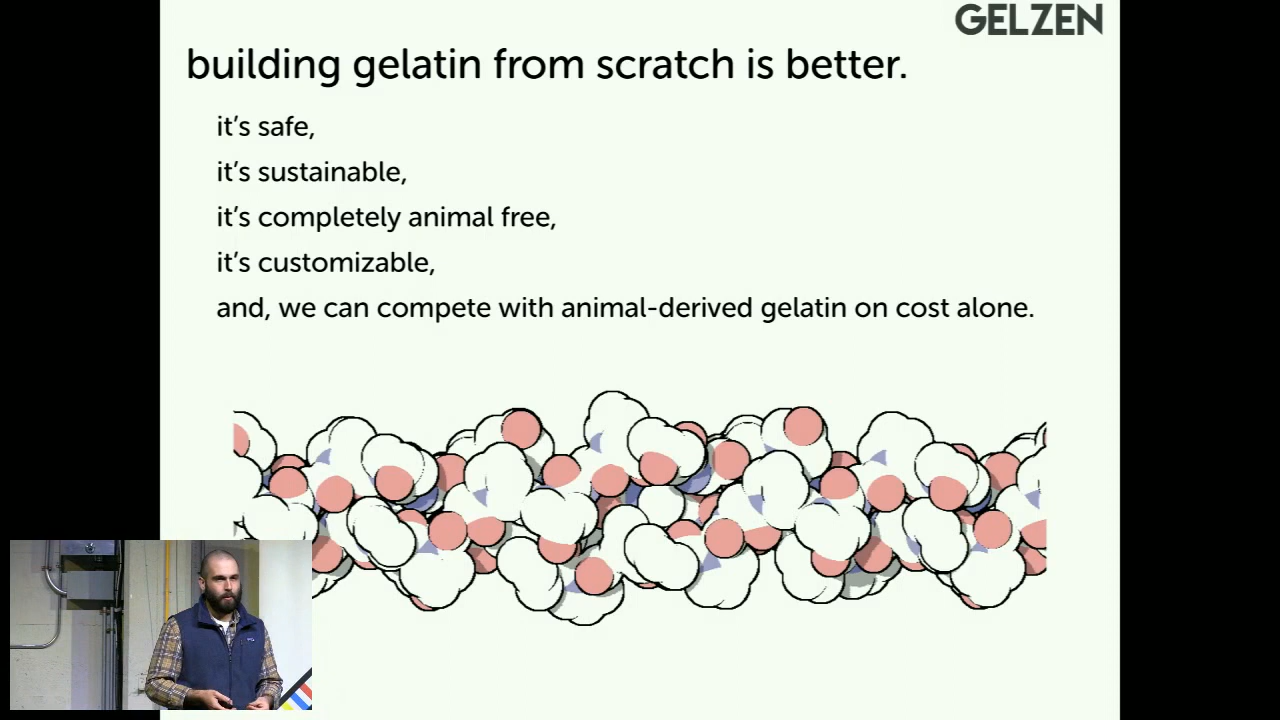 GELZEN
building gelatin from scratch is better.
it's safe,
it's sustainable,
it's completely animal free,
it's customizable,
and, we can compete with animal-derived gelatin on cost alone.